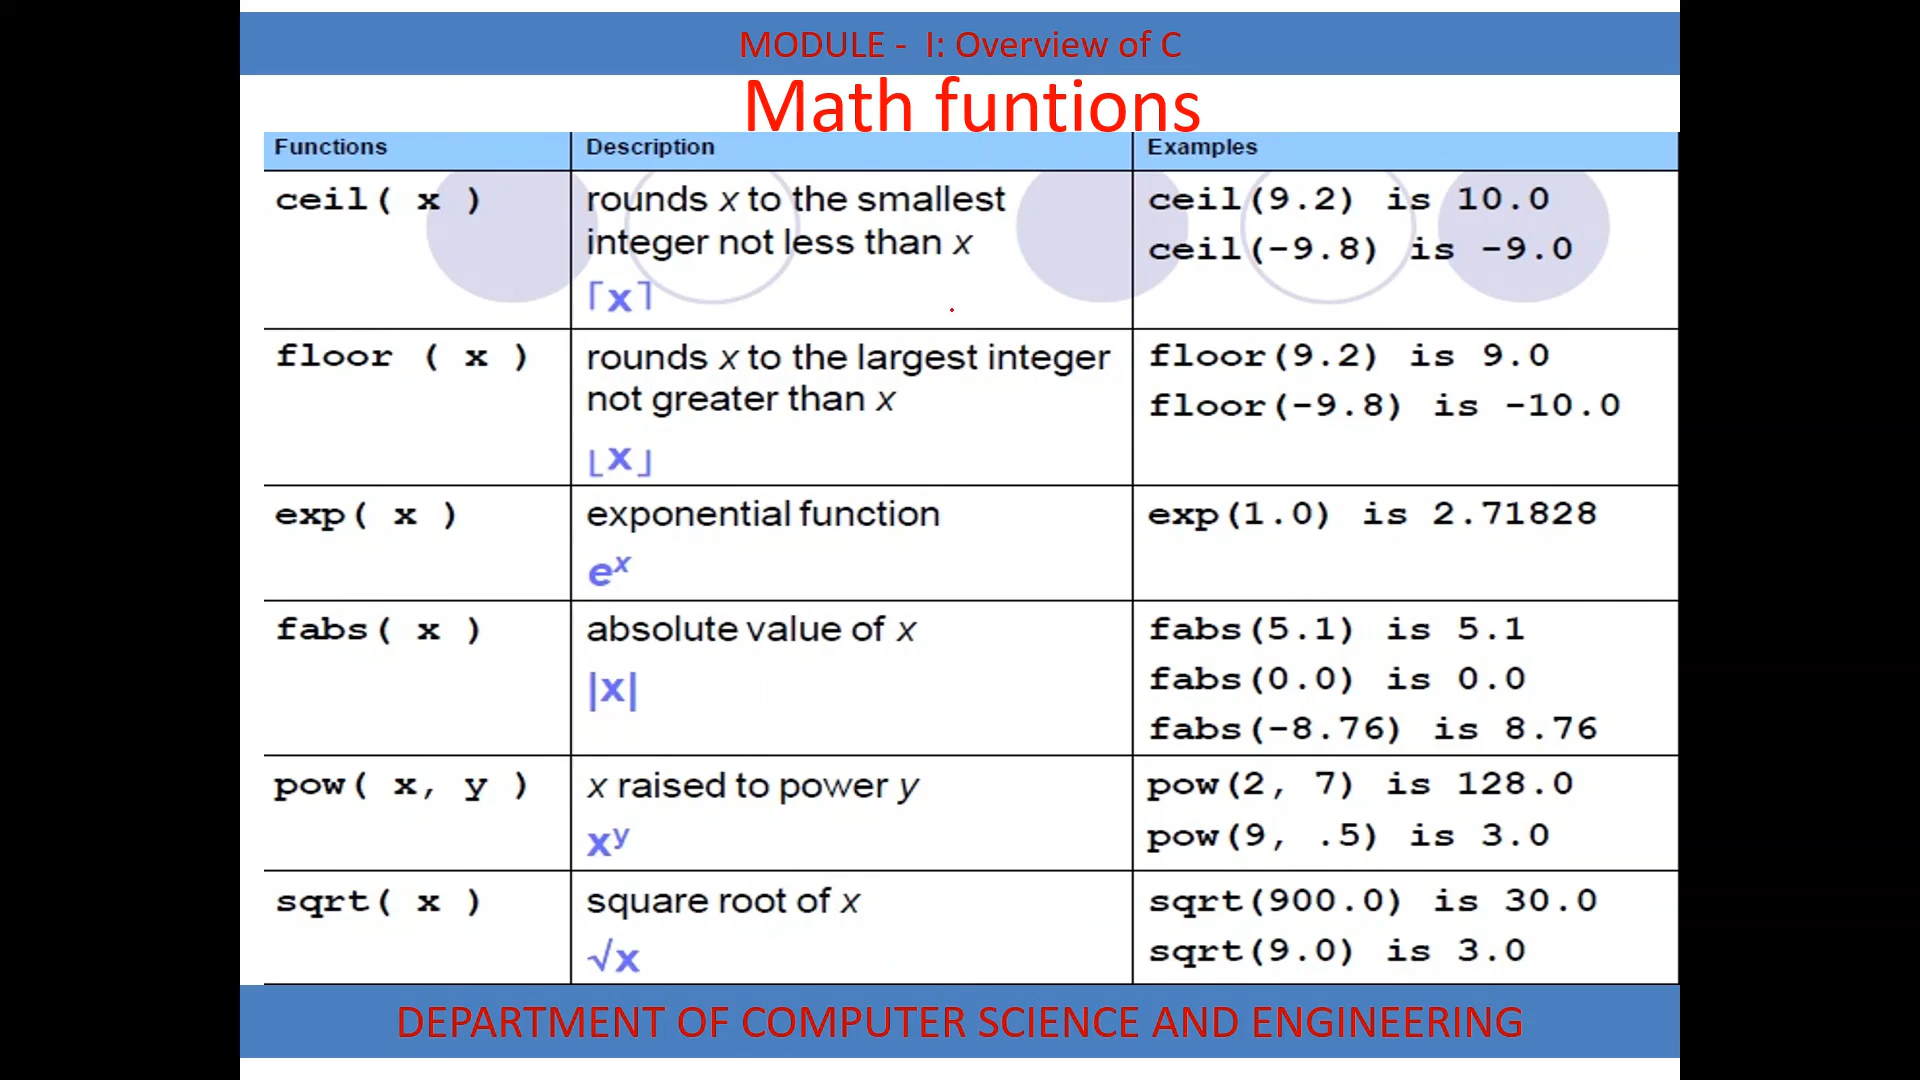 MODULE - I: Overview of C
Math funtions
Functions Description Examples
ceil( x ) rounds x to the smallest ceil(9.2) is 10.0
integer not less than x ceil(-9.8) is -9.0
⌈x⌉
floor ( x ) rounds x to the largest integer floor(9.2) is 9.0
not greater than x floor(-9.8) is -10.0
⌊x⌋
exp( x ) exponential function exp(1.0) is 2.71828
eˣ
fabs( x ) absolute value of x fabs(5.1) is 5.1
|x| fabs(0.0) is 0.0
fabs(-8.76) is 8.76
pow( x, y ) x raised to power y pow(2, 7) is 128.0
xʸ pow(9, .5) is 3.0
sqrt( x ) square root of x sqrt(900.0) is 30.0
√x sqrt(9.0) is 3.0
DEPARTMENT OF COMPUTER SCIENCE AND ENGINEERING